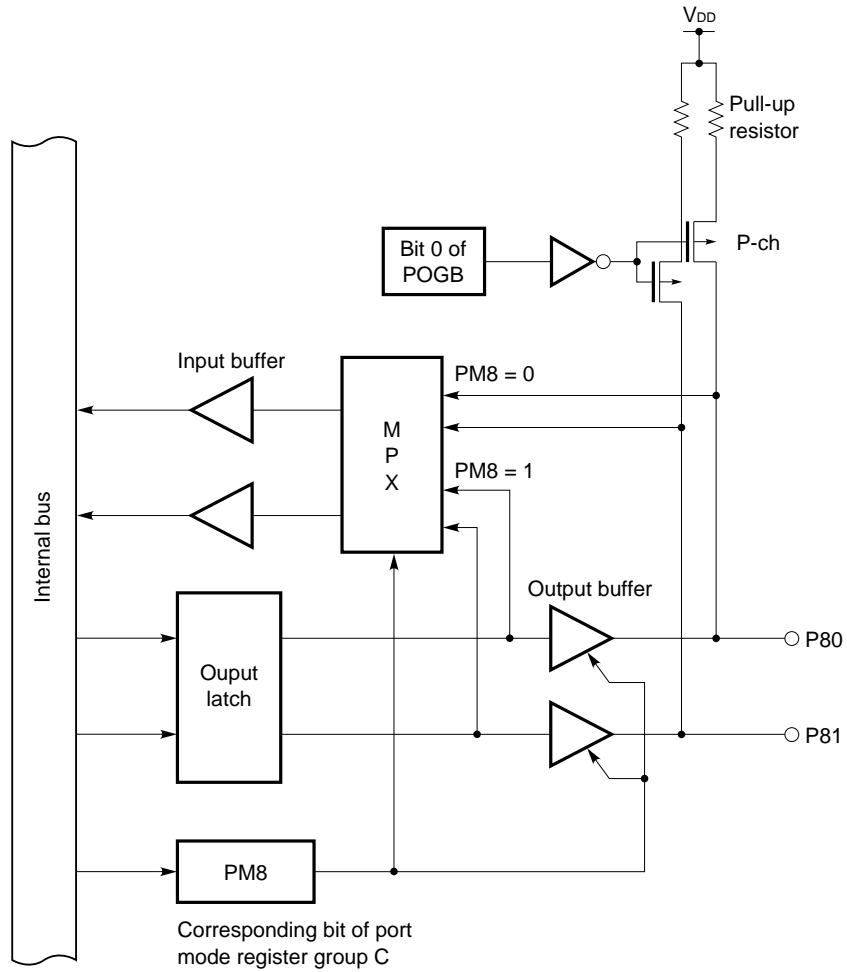 VDD
Pull-up
resistor
Bit 0 of
POGB
P-ch
Input buffer
PM8 = 0
M
P
X
PM8 = 1
Internal bus
Output buffer
Ouput
latch
P80
P81
PM8
Corresponding bit of port
mode register group C